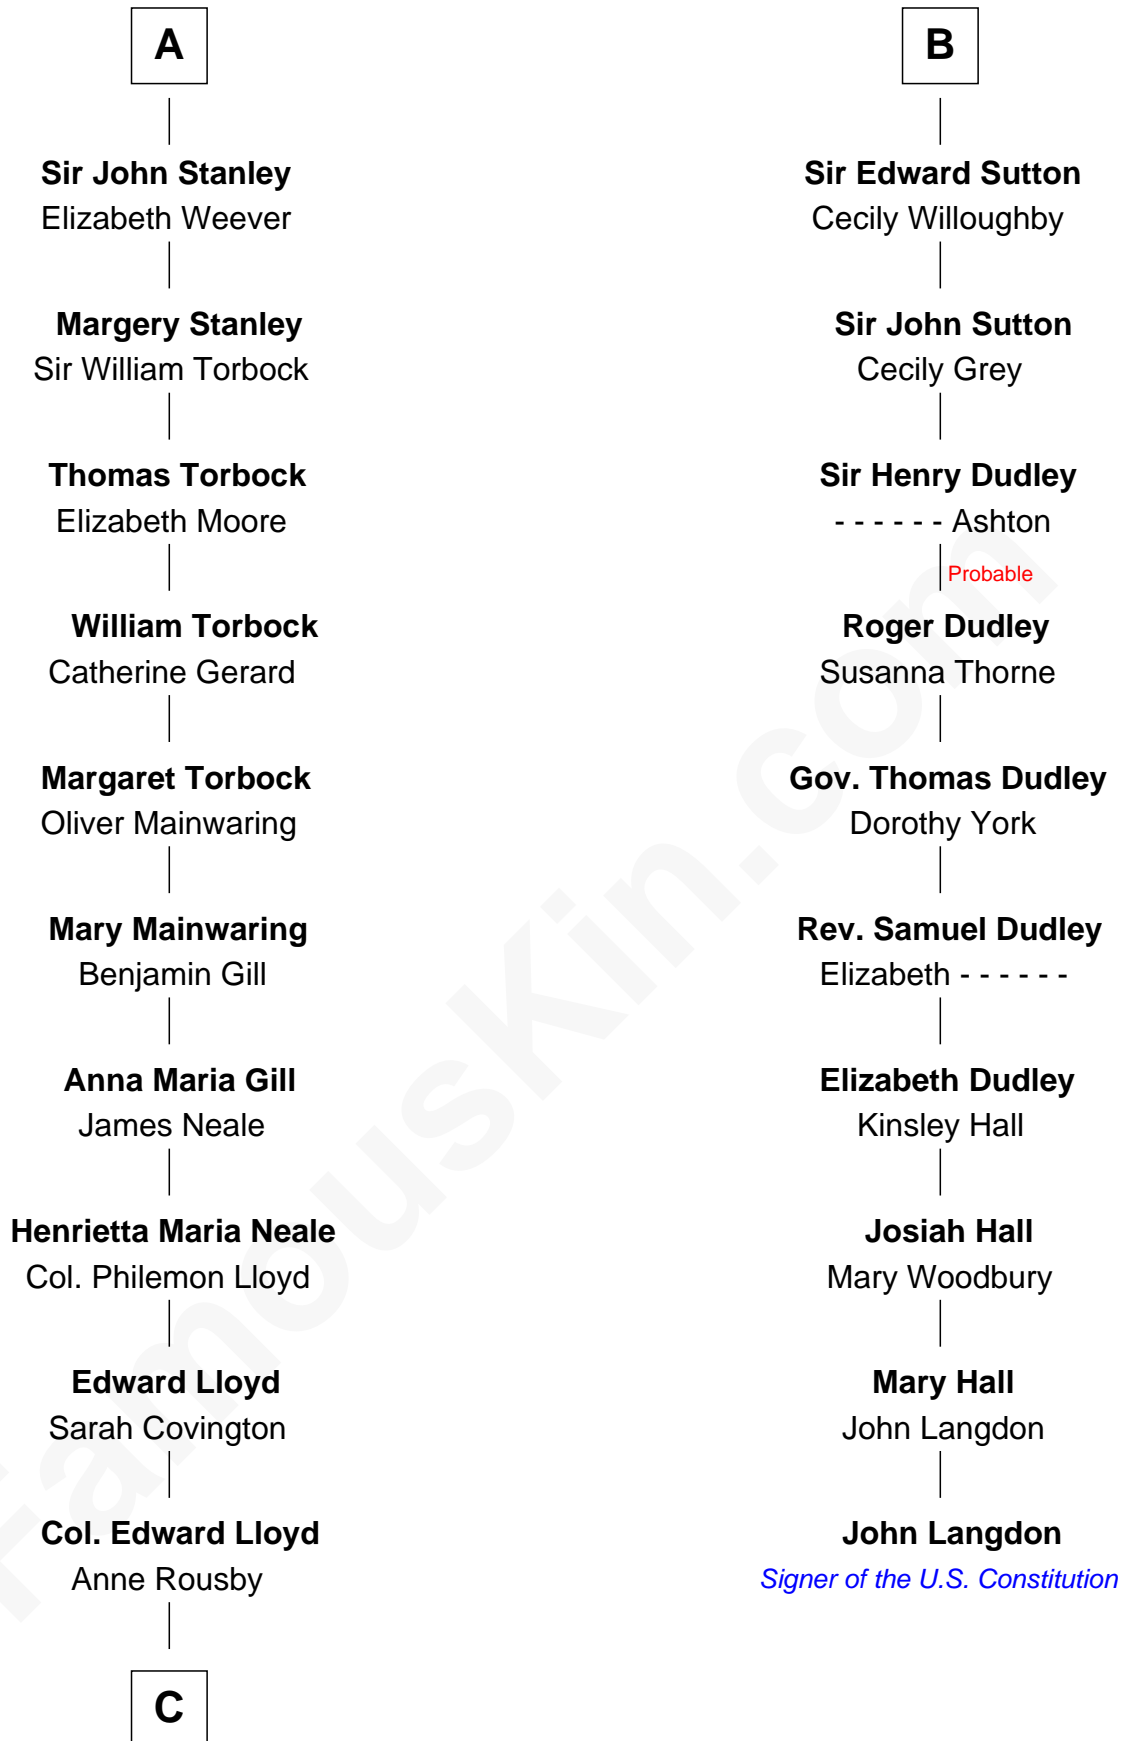 A
Sir John Stanley
Elizabeth Weever
Margery Stanley
Sir William Torbock
Thomas Torbock
Elizabeth Moore
William Torbock
Catherine Gerard
Margaret Torbock
Oliver Mainwaring
Mary Mainwaring
Benjamin Gill
Anna Maria Gill
James Neale
Henrietta Maria Neale
Col. Philemon Lloyd
Edward Lloyd
Sarah Covington
Col. Edward Lloyd
Anne Rousby
C
B
Sir Edward Sutton
Cecily Willoughby
Sir John Sutton
Cecily Grey
Sir Henry Dudley
- - - - - - Ashton
Probable
Roger Dudley
Susanna Thorne
Gov. Thomas Dudley
Dorothy York
Rev. Samuel Dudley
Elizabeth - - - - - -
Elizabeth Dudley
Kinsley Hall
Josiah Hall
Mary Woodbury
Mary Hall
John Langdon
John Langdon
Signer of the U.S. Constitution
FamousKin.com